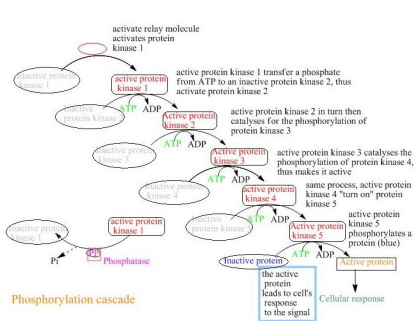 activate relay molecule
activates protein
kinase 1
Inactive protein
kinase 1
active protein
kinase 1
active protein kinase 1 transfer a phosphate
from ATP to an inactive protein kinase 2, thus
activate protein kinase 2
ATP
ADP
Inactive
protein kinase 2
Active protein
kinase 2
active protein kinase 2 in turn then
catalyses for the phosphorylation of
protein kinase 3
ATP
ADP
Inactive protein
kinase 3
Active protein
kinase 3
active protein kinase 3 catalyses the
phosphorylation of protein kinase 4,
thus makes it active
ATP
ADP
Inactive protein
kinase 4
active protein
kinase 4
same process, active protein
kinase 4 "turn on" protein
kinase 5
ATP
ADP
Inactive
protein kinase 5
Active protein
kinase 5
active protein
kinase 5
phosphorylates a
protein (blue)
ATP
ADP
Inactive protein
Active protein
the active
protein
leads to cell's
response
to the signal
Cellular response
Inactive protein
kinase 1
active protein
kinase 1
PP
Pi
Phosphatase
Phosphorylation cascade